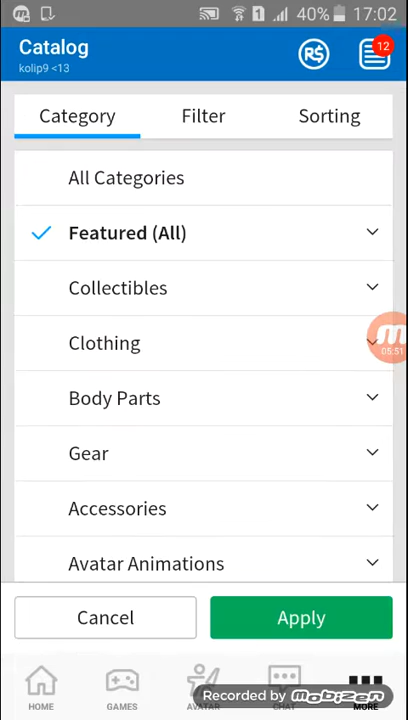 1 40% 17:02
Catalog
kolip9 <13
R$
12
Category Filter Sorting
All Categories
Featured (All)
Collectibles
Clothing
05:51
Body Parts
Gear
Accessories
Avatar Animations
Cancel Apply
HOME GAMES AVATAR CHAT MORE
Recorded by mobizen